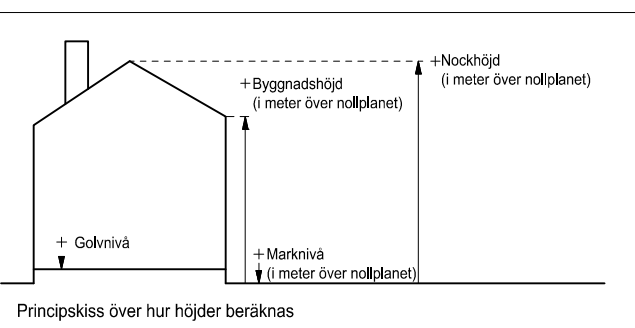 +Nockhöjd
(i meter över nollplanet)
+Byggnadshöjd
(i meter över nollplanet)
+ Golvnivå
+Marknivå
(i meter över nollplanet)
Principskiss över hur höjder beräknas